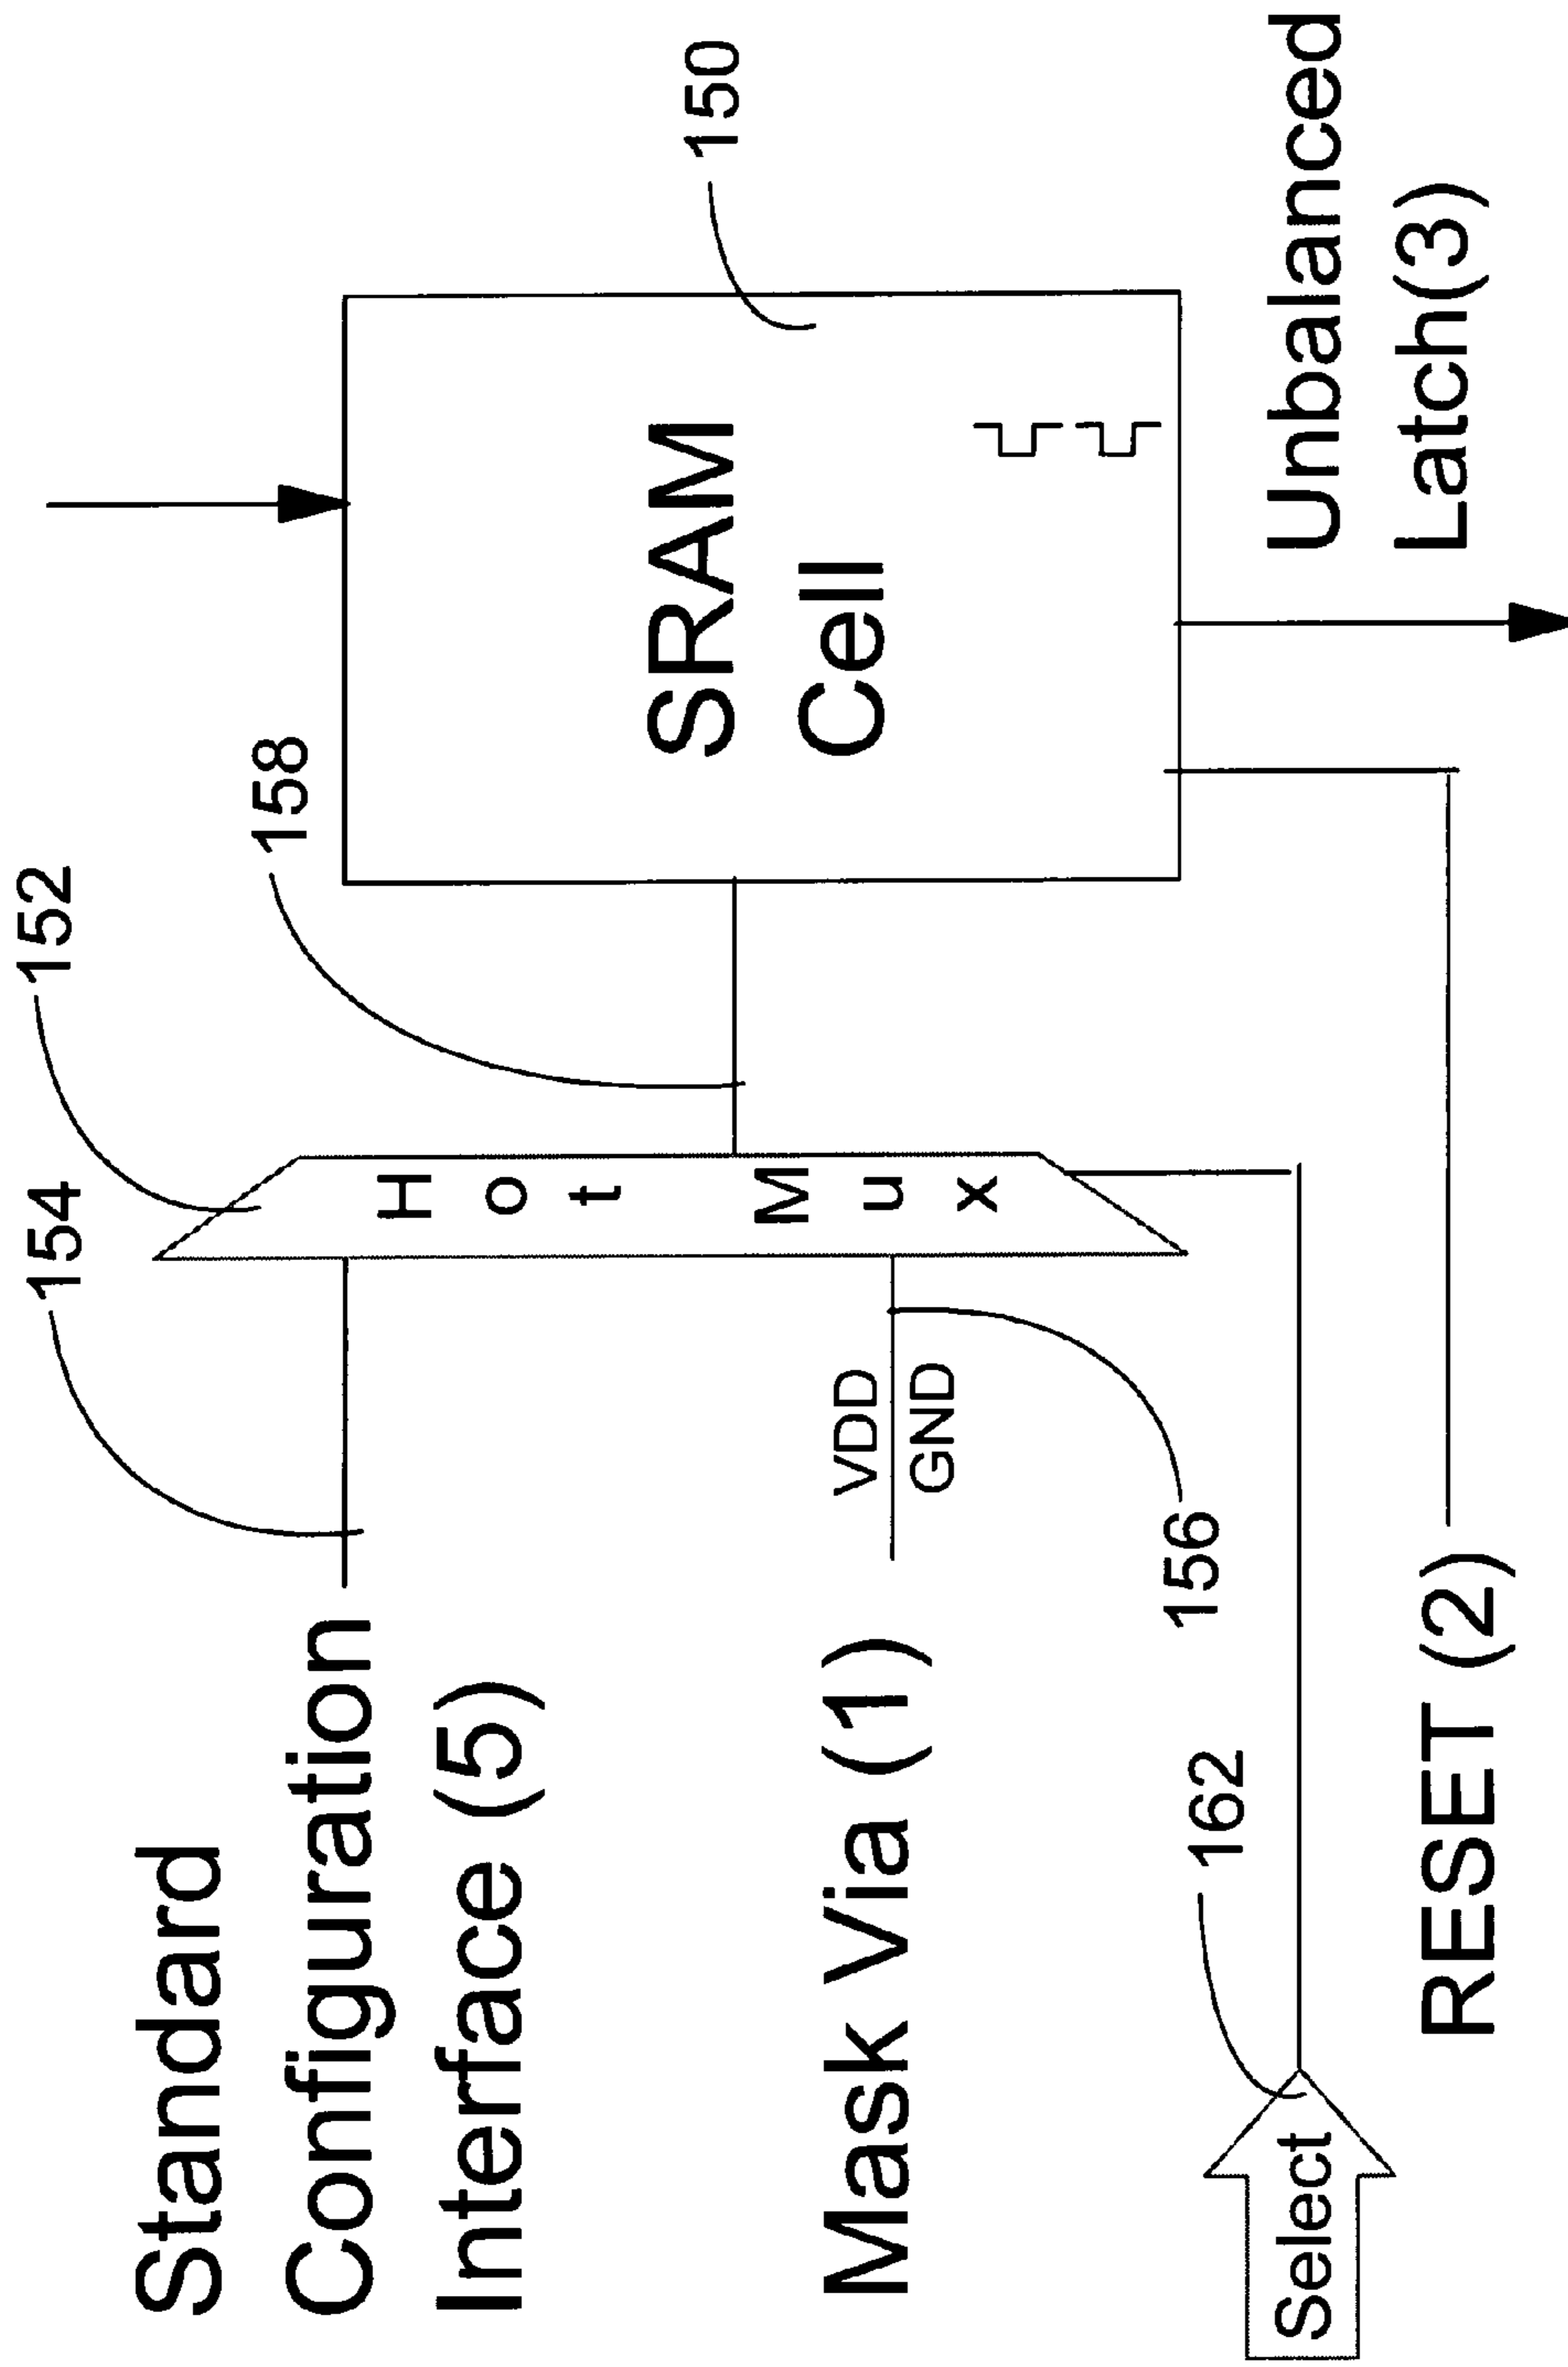 152
154
158
150
Standard
Configuration
Interface (5)
Hot Mux
SRAM
Cell
Mask Via (1)
VDD
GND
156
162
Select
RESET (2)
Unbalanced
Latch(3)